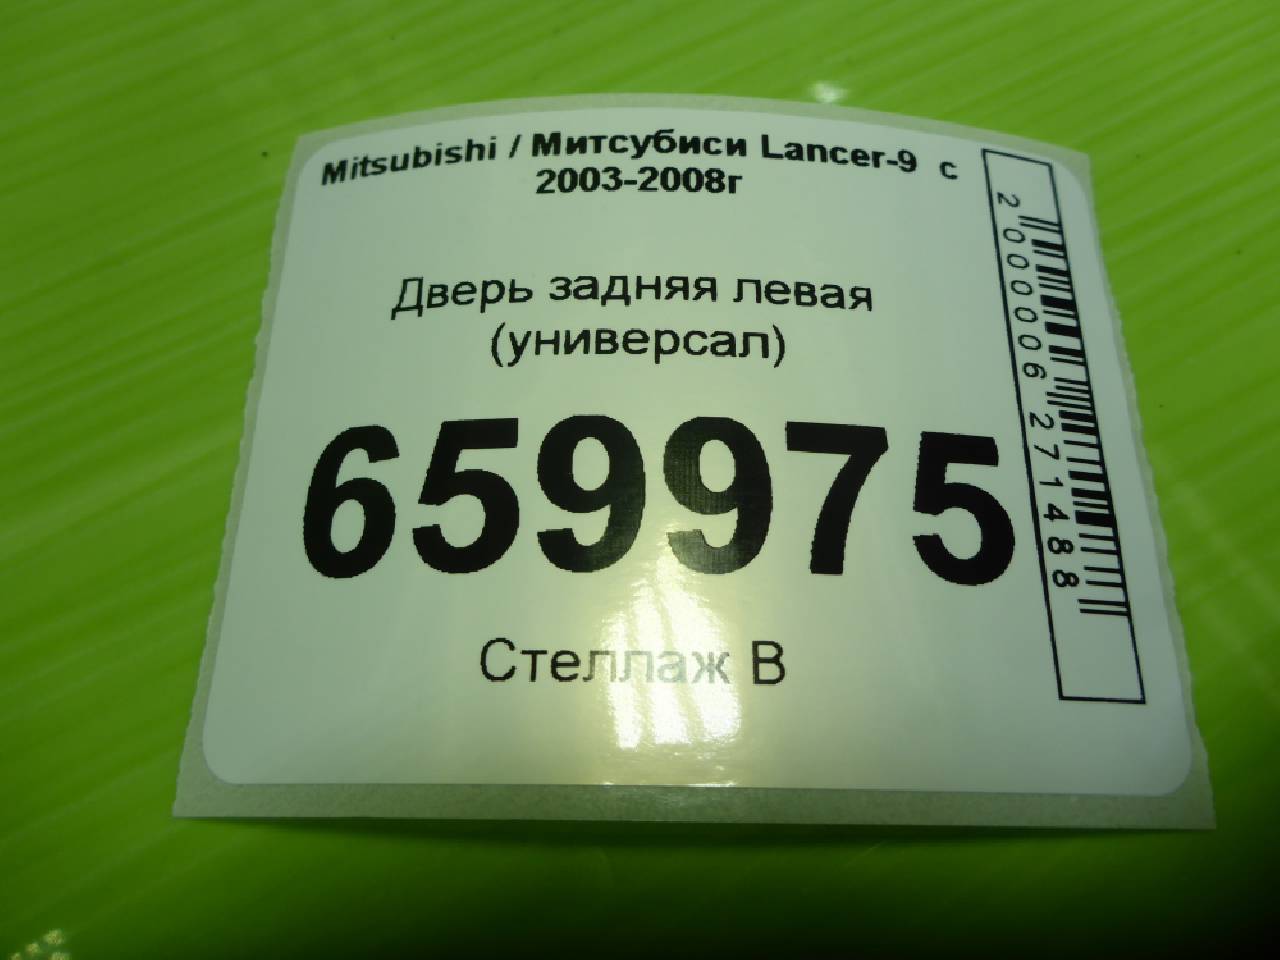 Mitsubishi / Митсубиси Lancer-9 с
2003-2008г
Дверь задняя левая
(универсал)
659975
Стеллаж В
2000006271488